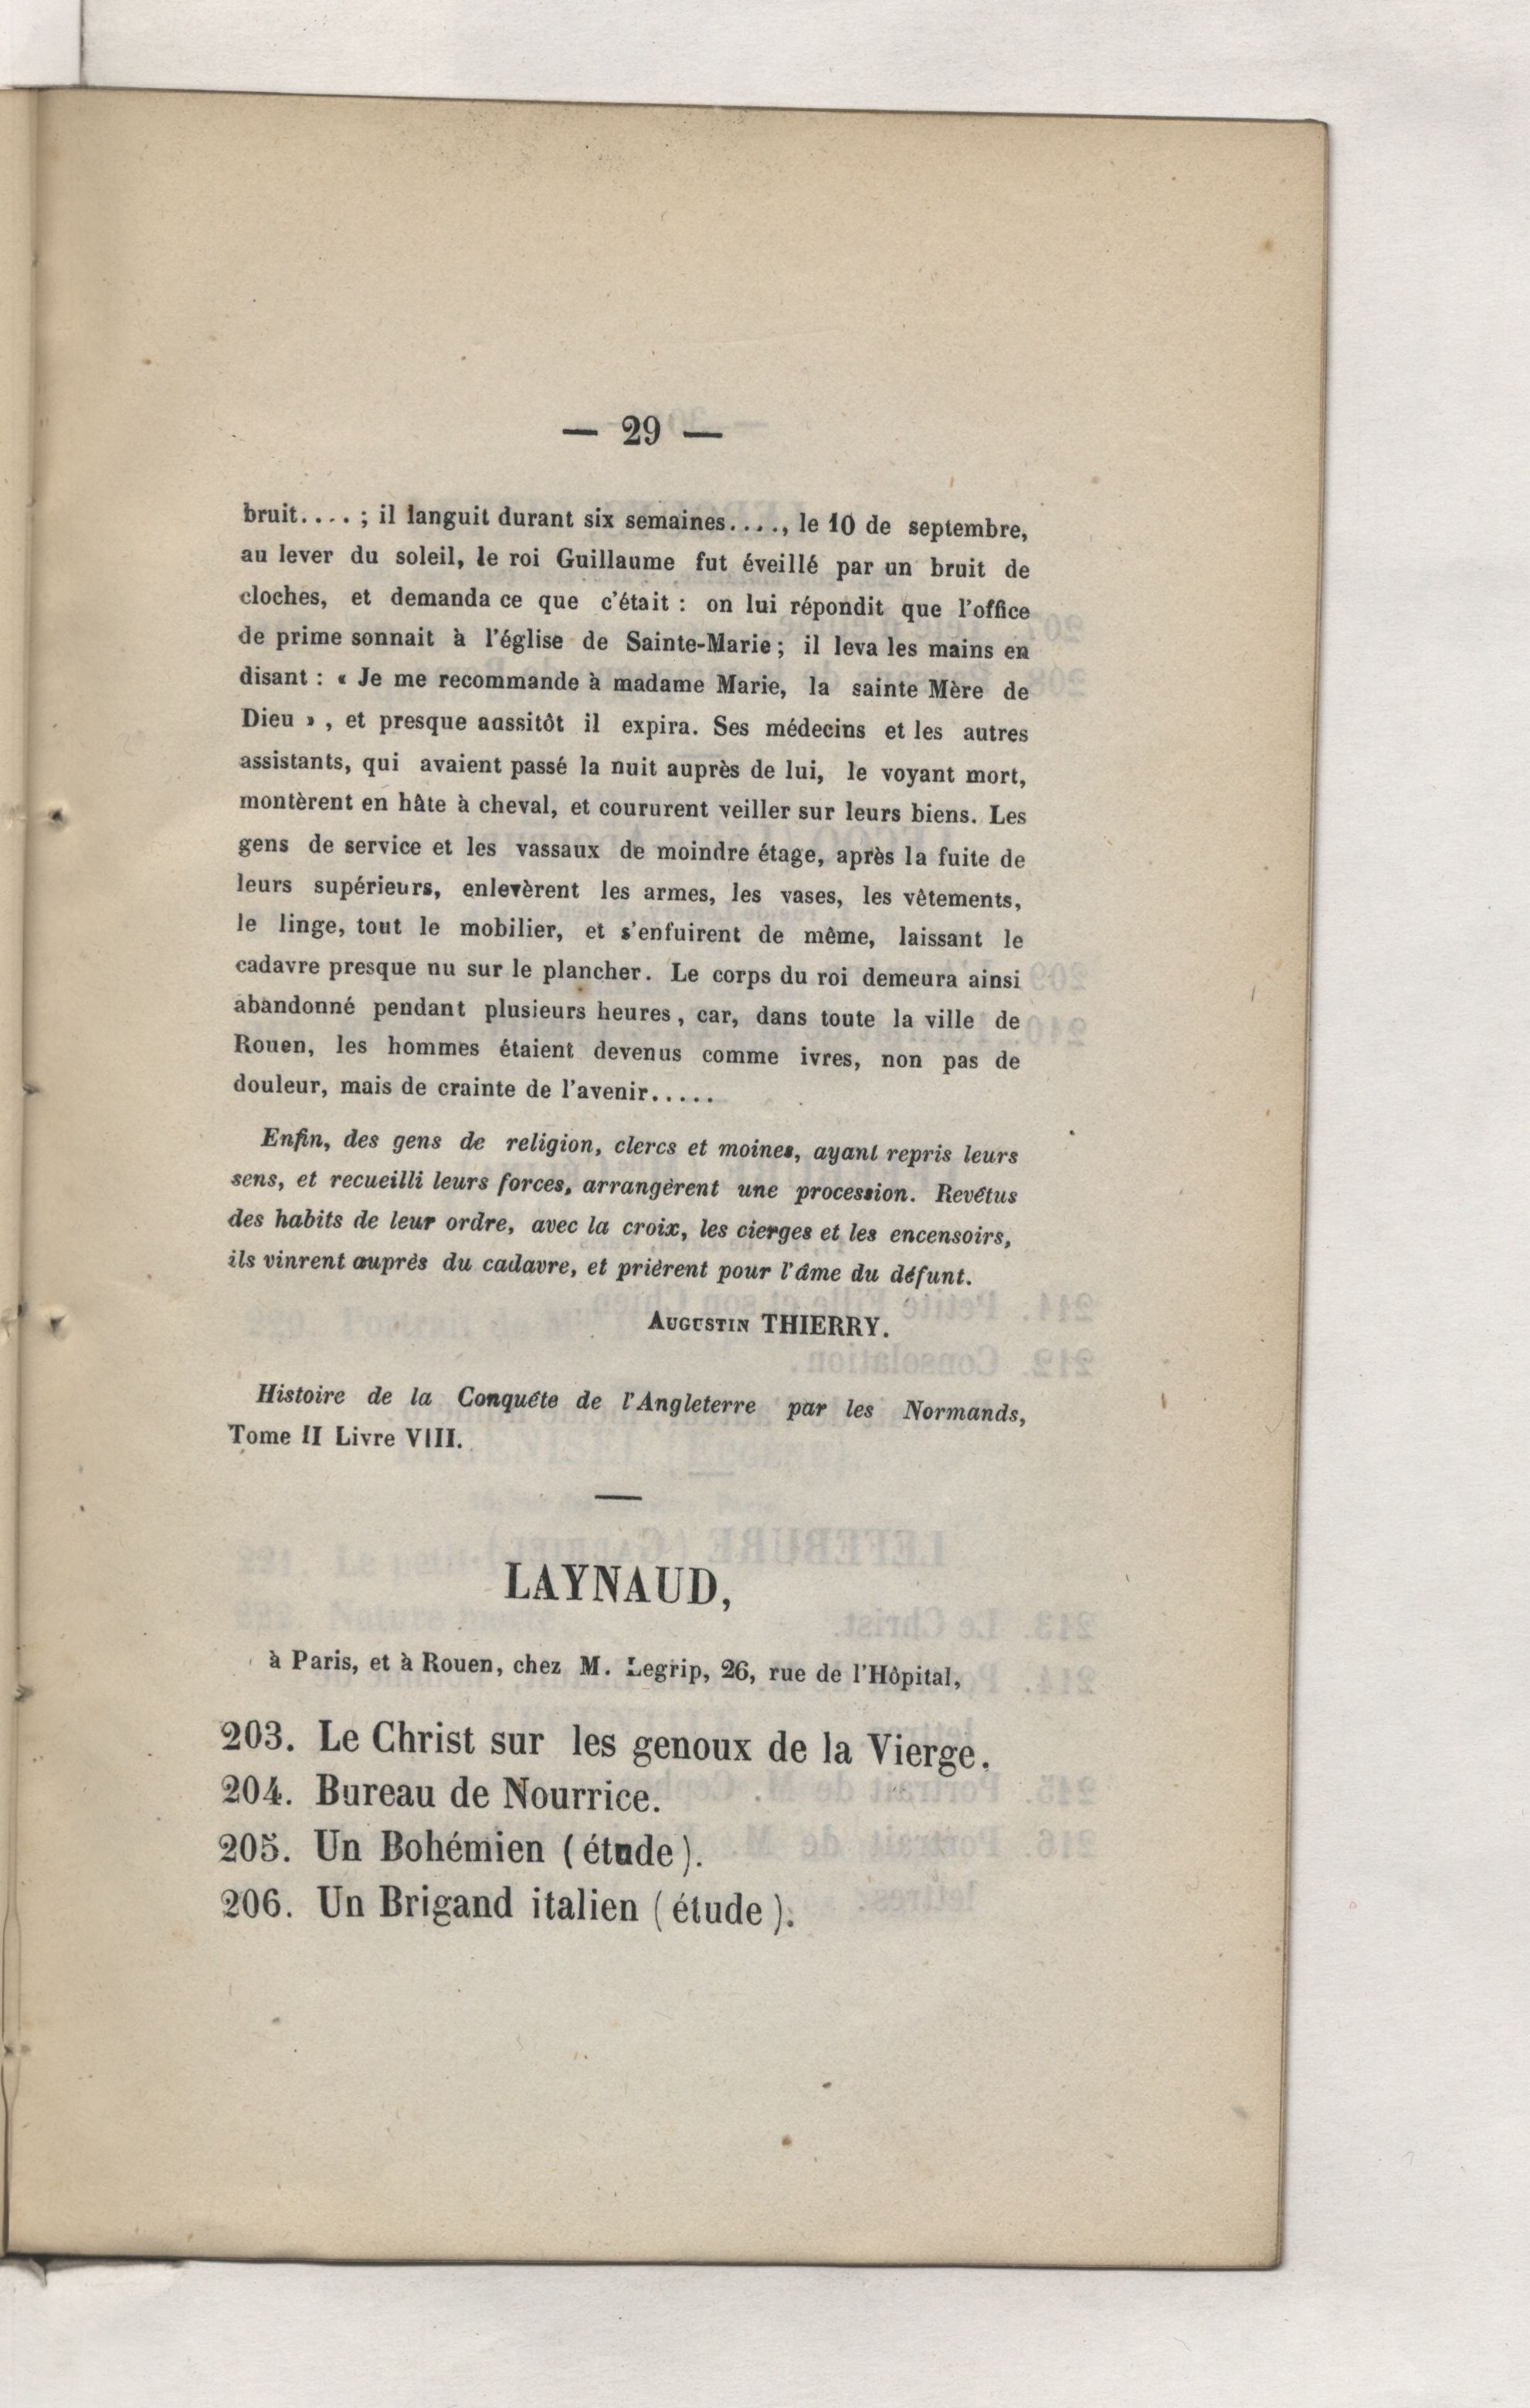 — 29 —
bruit.... ; il languit durant six semaines...., le 10 de septembre,
au lever du soleil, le roi Guillaume fut éveillé par un bruit de
cloches, et demanda ce que c'était : on lui répondit que l'office
de prime sonnait à l'église de Sainte-Marie ; il leva les mains en
disant : « Je me recommande à madame Marie, la sainte Mère de
Dieu » , et presque aussitôt il expira. Ses médecins et les autres
assistants, qui avaient passé la nuit auprès de lui, le voyant mort,
montèrent en hâte à cheval, et coururent veiller sur leurs biens. Les
gens de service et les vassaux de moindre étage, après la fuite de
leurs supérieurs, enlevèrent les armes, les vases, les vêtements,
le linge, tout le mobilier, et s'enfuirent de même, laissant le
cadavre presque nu sur le plancher. Le corps du roi demeura ainsi
abandonné pendant plusieurs heures , car, dans toute la ville de
Rouen, les hommes étaient devenus comme ivres, non pas de
douleur, mais de crainte de l'avenir.....
Enfin, des gens de religion, clercs et moines, ayant repris leurs
sens, et recueilli leurs forces, arrangèrent une procession. Revêtus
des habits de leur ordre, avec la croix, les cierges et les encensoirs,
ils vinrent auprès du cadavre, et prièrent pour l'âme du défunt.
Augustin THIERRY.
Histoire de la Conquête de l'Angleterre par les Normands,
Tome II Livre VIII.
LAYNAUD,
à Paris, et à Rouen, chez M. Legrip, 26, rue de l'Hôpital,
203. Le Christ sur les genoux de la Vierge.
204. Bureau de Nourrice.
205. Un Bohémien (étude).
206. Un Brigand italien (étude).